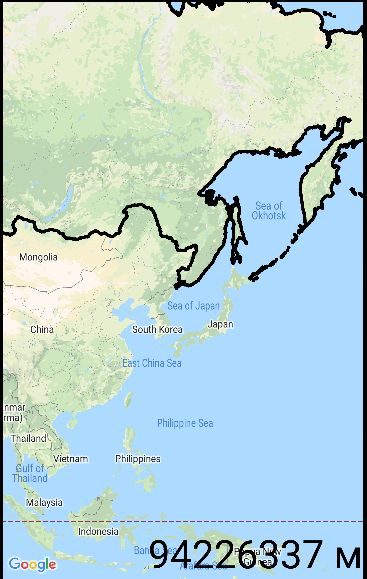 Sea of
Okhotsk
Mongolia
Sea of Japan
China
South Korea
Japan
East China Sea
nmar
rma)
Philippine Sea
Thailand
Vietnam
Philippines
Gulf of
Thailand
Malaysia
Indonesia
94226337 м
Google